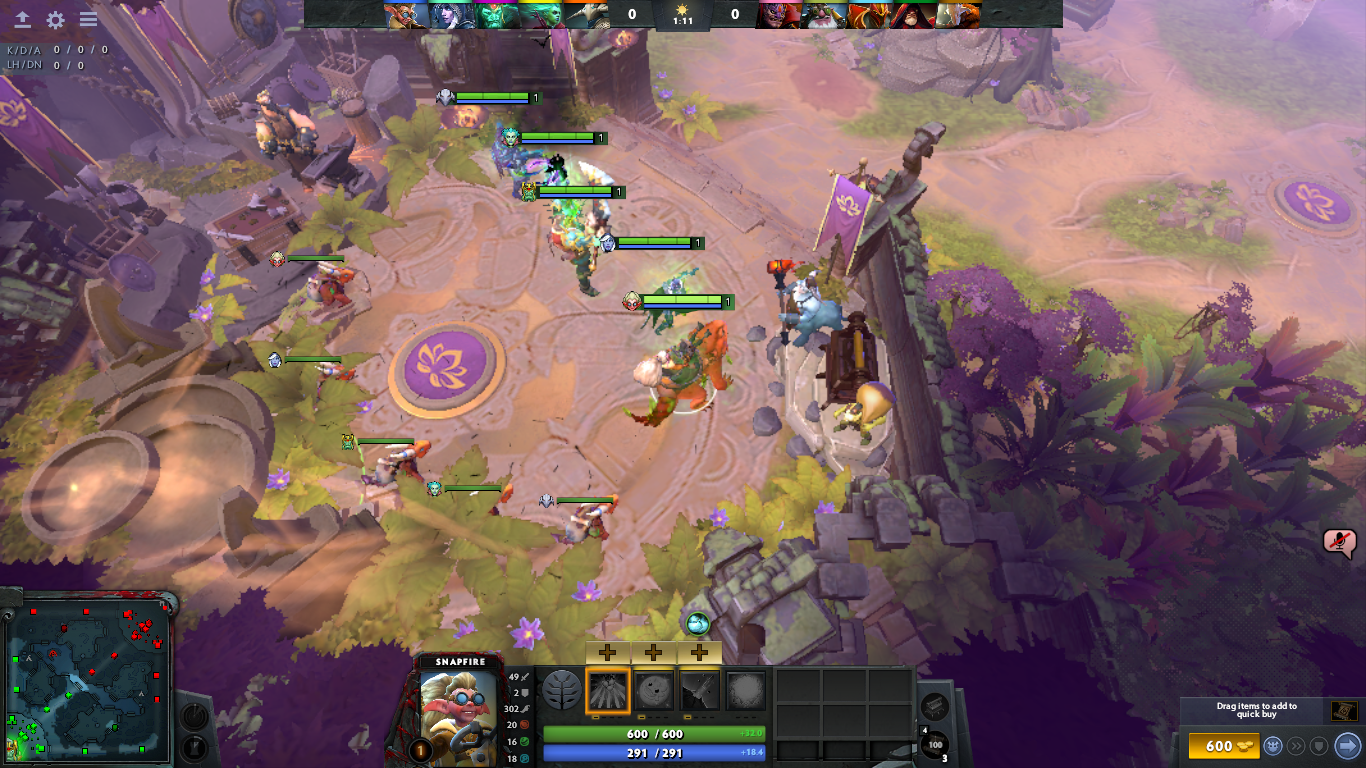 0 1:11 0
K/D/A 0 / 0 / 0
LH/DN 0 / 0
1
1
1
1
1
SNAPFIRE
49
2
302
20
16
18
1
600 / 600 +32.0
291 / 291 +18.4
4
100
3
Drag items to add to
quick buy
600